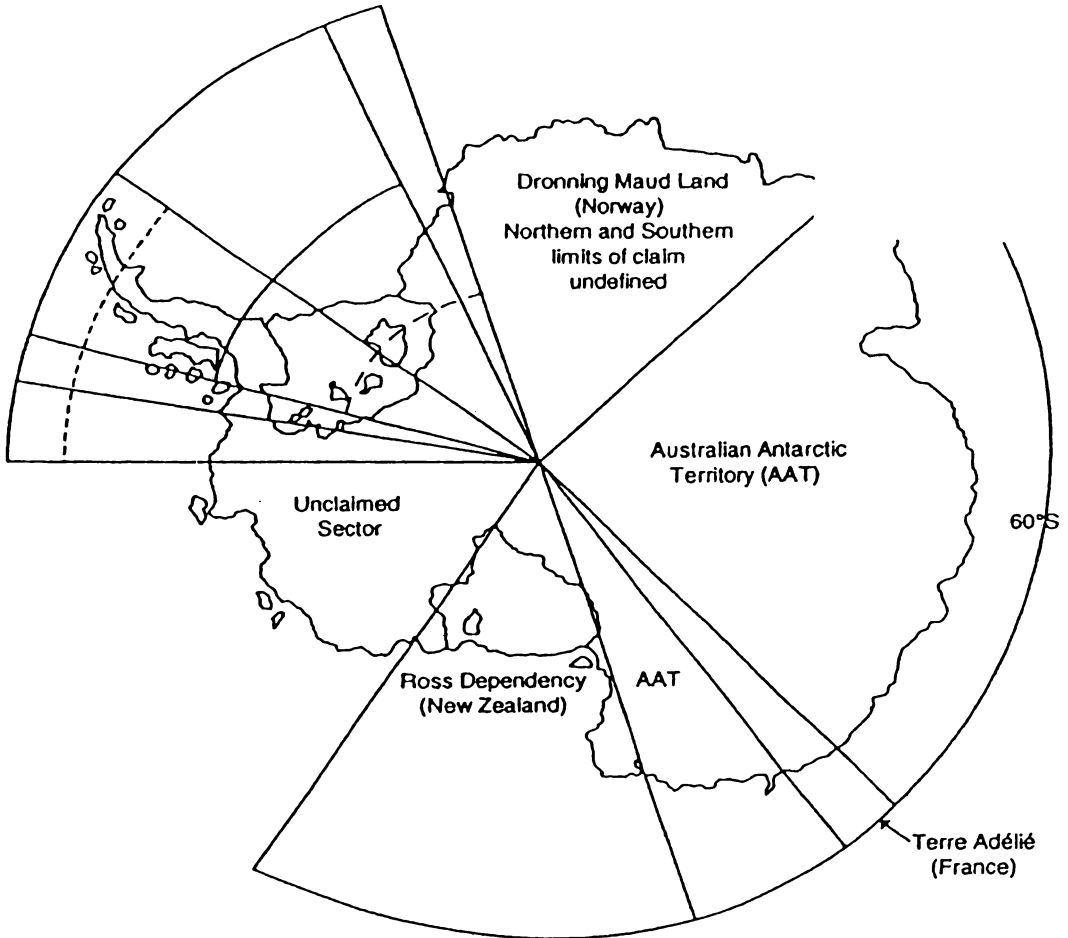 Dronning Maud Land
(Norway)
Northern and Southern
limits of claim
undefined
Australian Antarctic
Territory (AAT)
60°S
Unclaimed
Sector
Ross Dependency
(New Zealand)
AAT
Terre Adélié
(France)